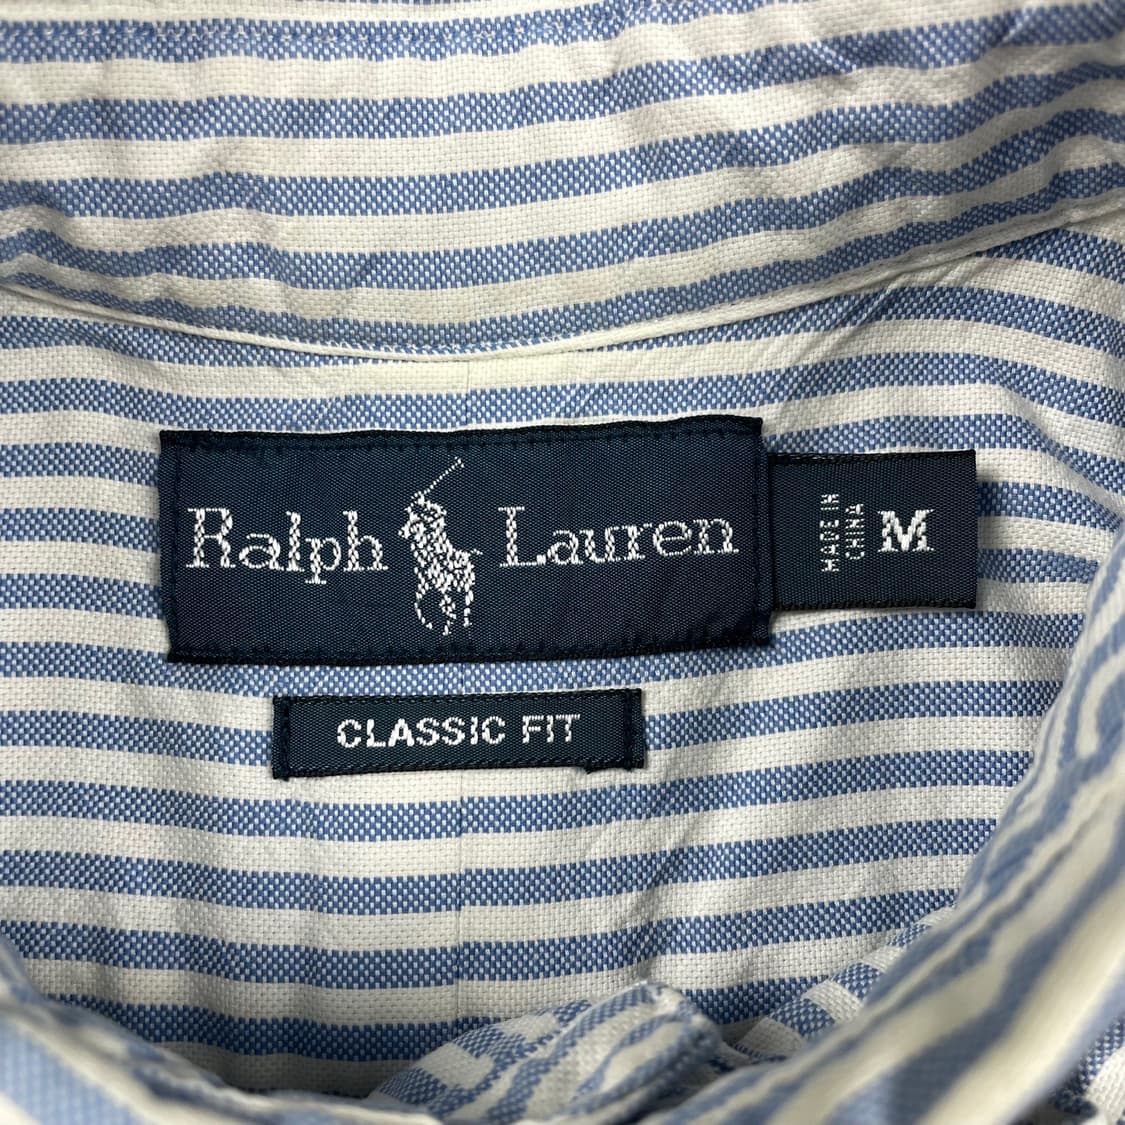 Ralph Lauren
MADE IN
CHINA
M
CLASSIC FIT